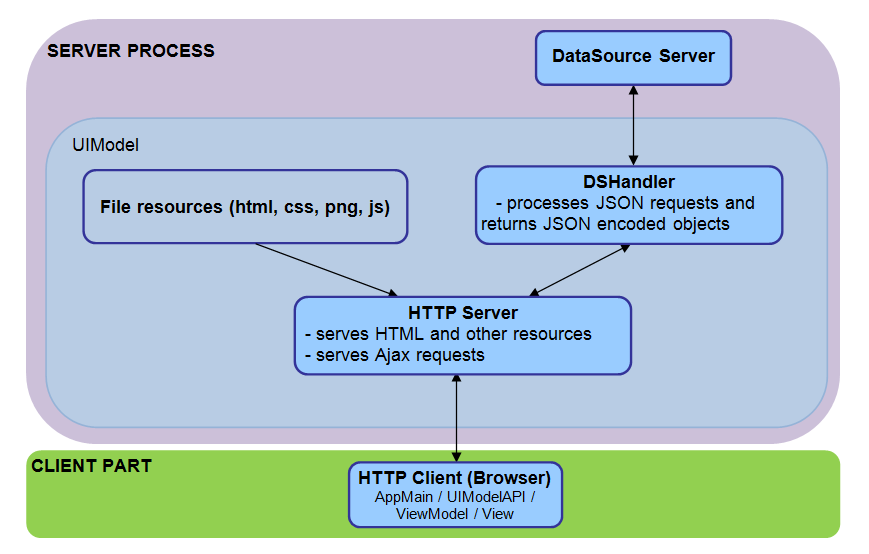 SERVER PROCESS
DataSource Server
UIModel
File resources (html, css, png, js)
DSHandler
- processes JSON requests and
returns JSON encoded objects
HTTP Server
- serves HTML and other resources
- serves Ajax requests
CLIENT PART
HTTP Client (Browser)
AppMain / UIModelAPI /
ViewModel / View